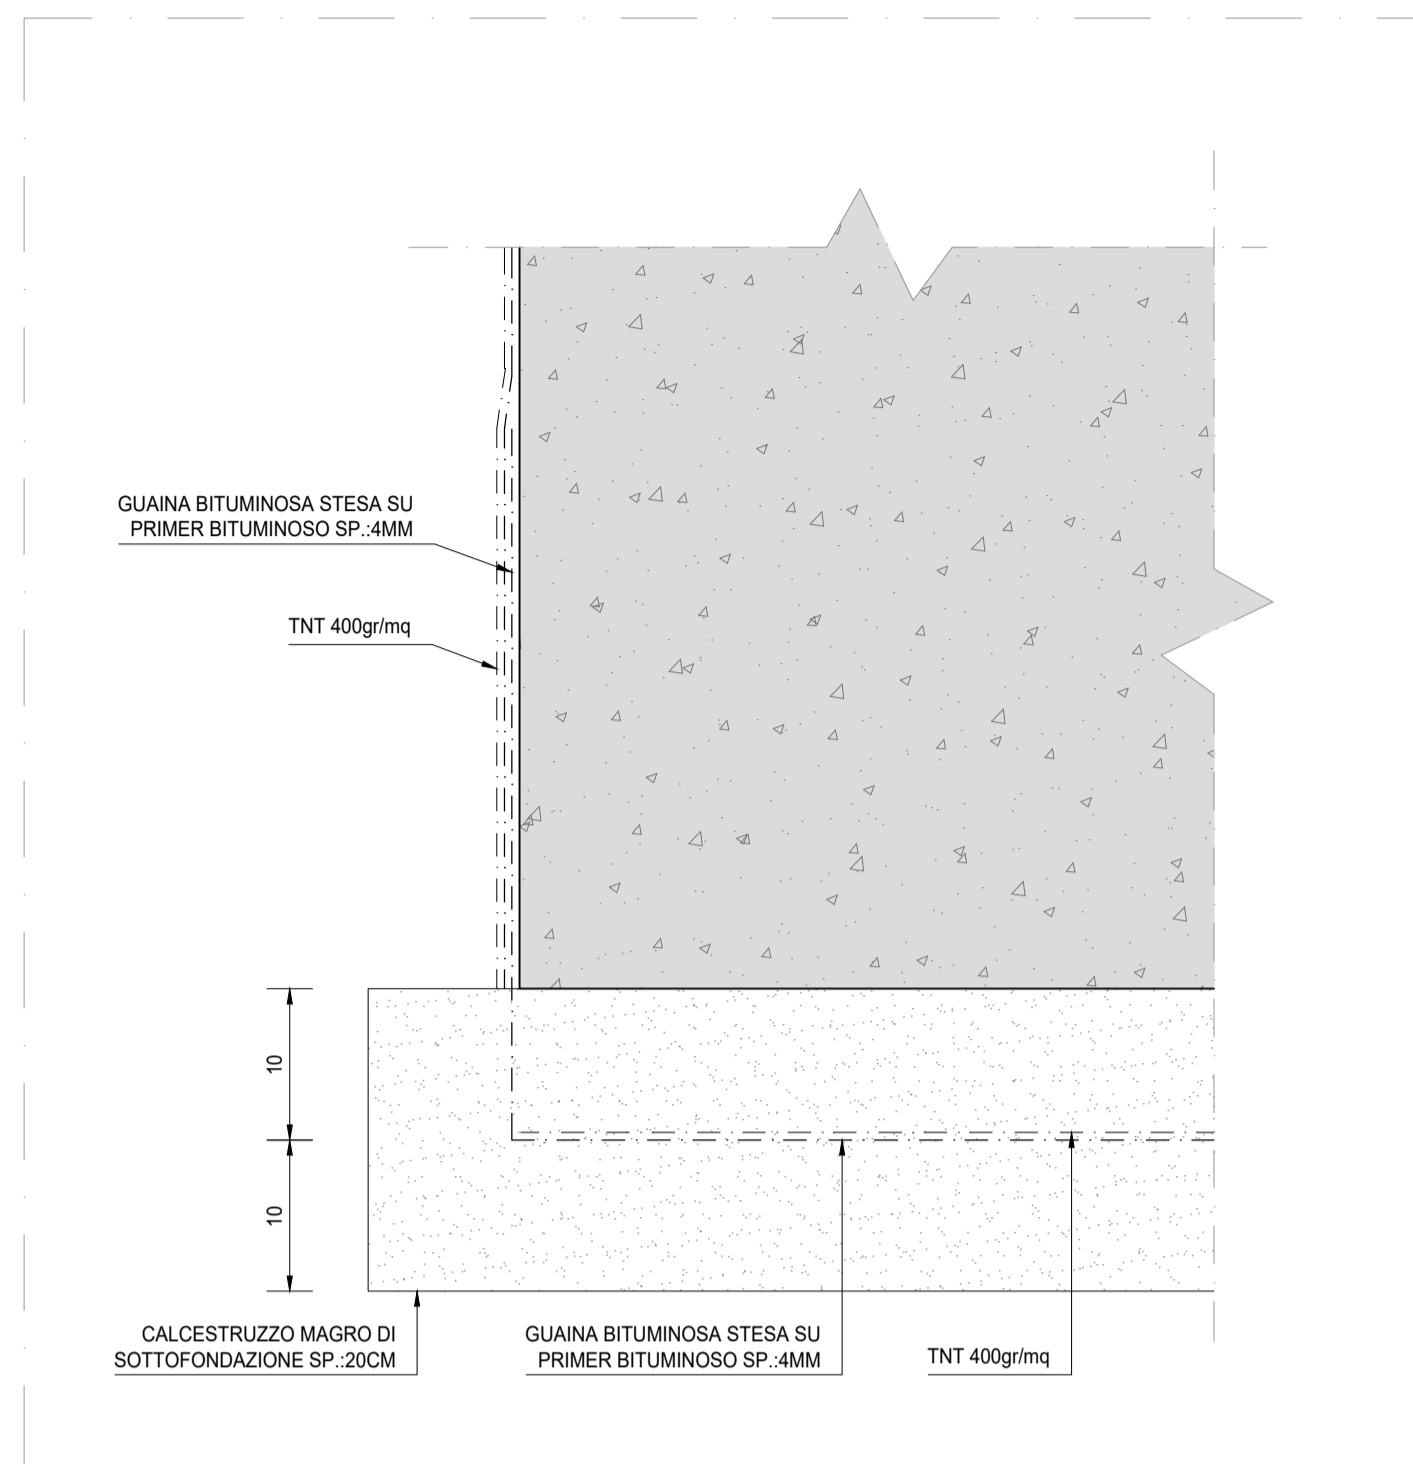 GUAINA BITUMINOSA STESA SU
PRIMER BITUMINOSO SP.:4MM
TNT 400gr/mq
10
10
CALCESTRUZZO MAGRO DI
SOTTOFONDAZIONE SP.:20CM
GUAINA BITUMINOSA STESA SU
PRIMER BITUMINOSO SP.:4MM
TNT 400gr/mq